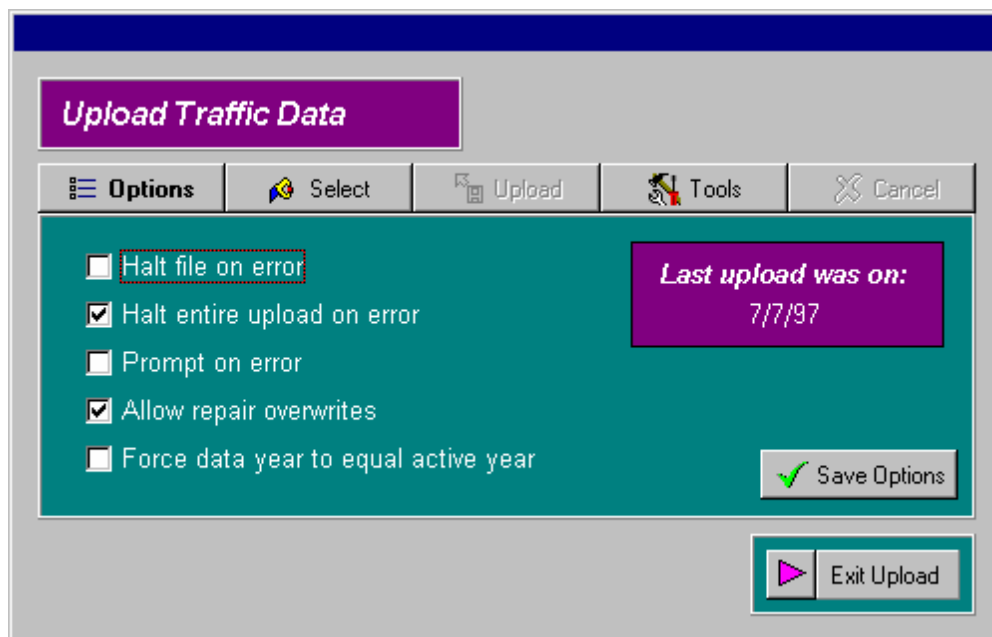 Upload Traffic Data
Options
Select
Upload
Tools
Cancel
Halt file on error
Halt entire upload on error
Prompt on error
Allow repair overwrites
Force data year to equal active year
Last upload was on:
7/7/97
Save Options
Exit Upload